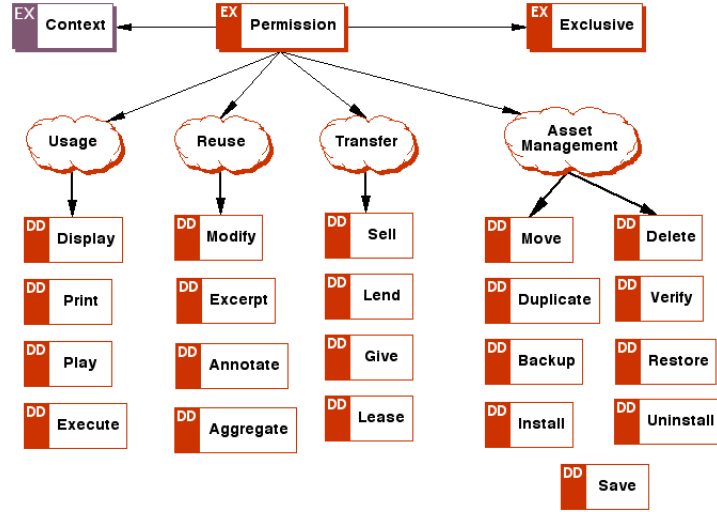 EX Context
EX Permission
EX Exclusive
Usage
Reuse
Transfer
Asset
Management
DD Display
DD Modify
DD Sell
DD Move
DD Delete
DD Print
DD Excerpt
DD Lend
DD Duplicate
DD Verify
DD Play
DD Annotate
DD Give
DD Backup
DD Restore
DD Execute
DD Aggregate
DD Lease
DD Install
DD Uninstall
DD Save